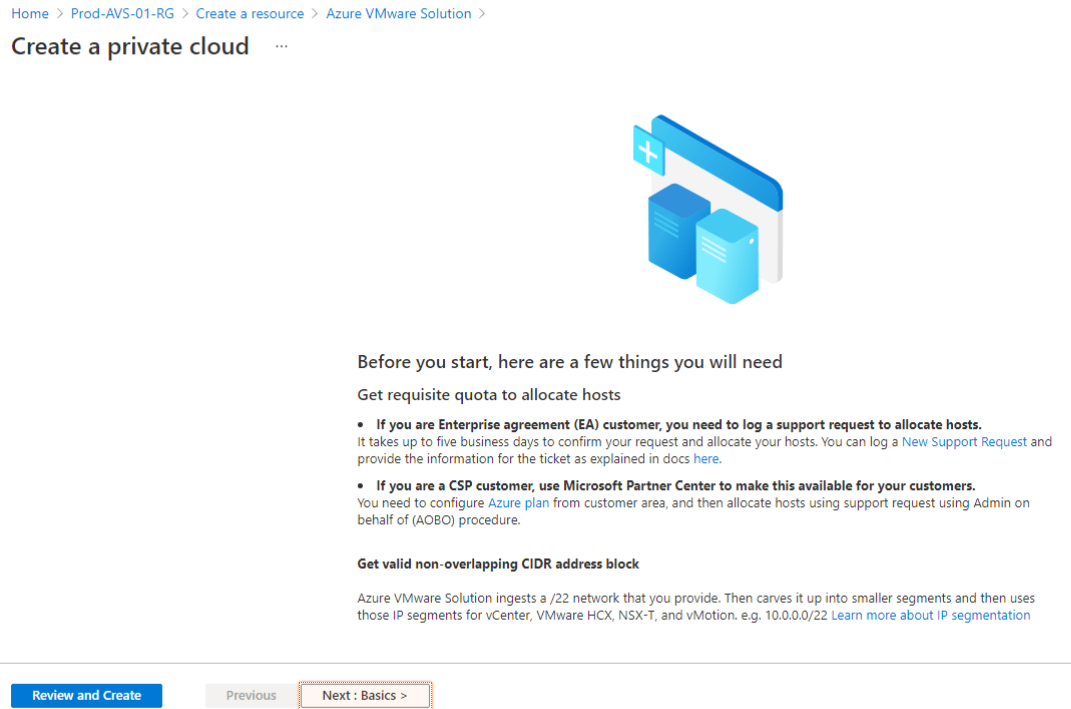 Home > Prod-AVS-01-RG > Create a resource > Azure VMware Solution >
Create a private cloud ...
Before you start, here are a few things you will need
Get requisite quota to allocate hosts
• If you are Enterprise agreement (EA) customer, you need to log a support request to allocate hosts.
It takes up to five business days to confirm your request and allocate your hosts. You can log a New Support Request and
provide the information for the ticket as explained in docs here.
• If you are a CSP customer, use Microsoft Partner Center to make this available for your customers.
You need to configure Azure plan from customer area, and then allocate hosts using support request using Admin on
behalf of (AOBO) procedure.
Get valid non-overlapping CIDR address block
Azure VMware Solution ingests a /22 network that you provide. Then carves it up into smaller segments and then uses
those IP segments for vCenter, VMware HCX, NSX-T, and vMotion. e.g. 10.0.0.0/22 Learn more about IP segmentation
Review and Create
Previous
Next : Basics >